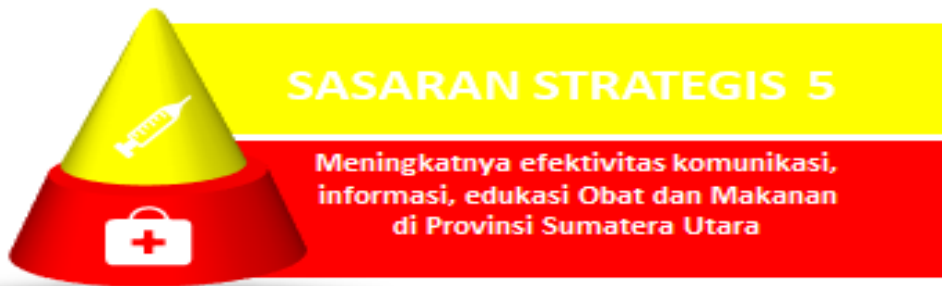 SASARAN STRATEGIS 5
Meningkatnya efektivitas komunikasi,
informasi, edukasi Obat dan Makanan
di Provinsi Sumatera Utara